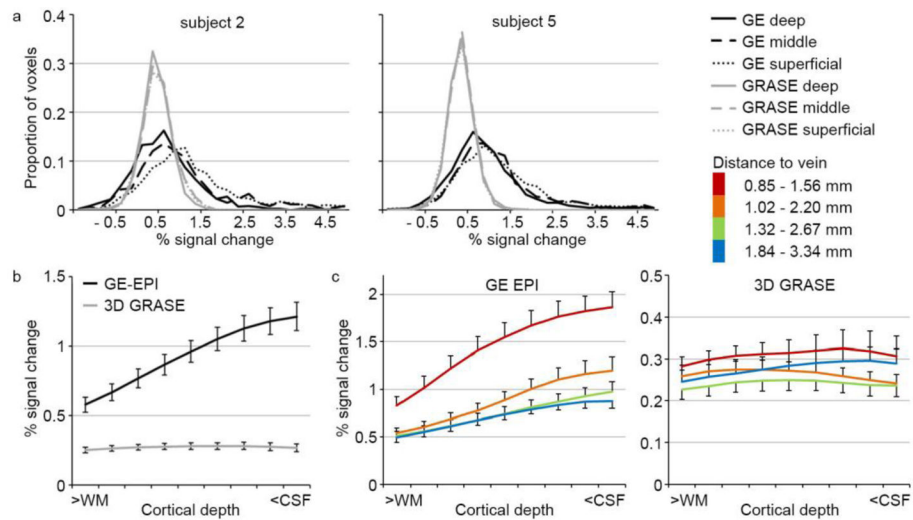 a
subject 2
subject 5
Proportion of voxels
0.4
0.3
0.2
0.1
0
- 0.5 0.5 1.5 2.5 3.5 4.5
% signal change
- 0.5 0.5 1.5 2.5 3.5 4.5
% signal change
GE deep
GE middle
GE superficial
GRASE deep
GRASE middle
GRASE superficial
Distance to vein
0.85 - 1.56 mm
1.02 - 2.20 mm
1.32 - 2.67 mm
1.84 - 3.34 mm
b
% signal change
1.5
1
0.5
0
GE-EPI
3D GRASE
>WM <CSF
Cortical depth
c
GE EPI
% signal change
2
1
0.5
0
>WM <CSF
Cortical depth
3D GRASE
0.5
0.4
0.3
0.2
0.1
0
>WM <CSF
Cortical depth